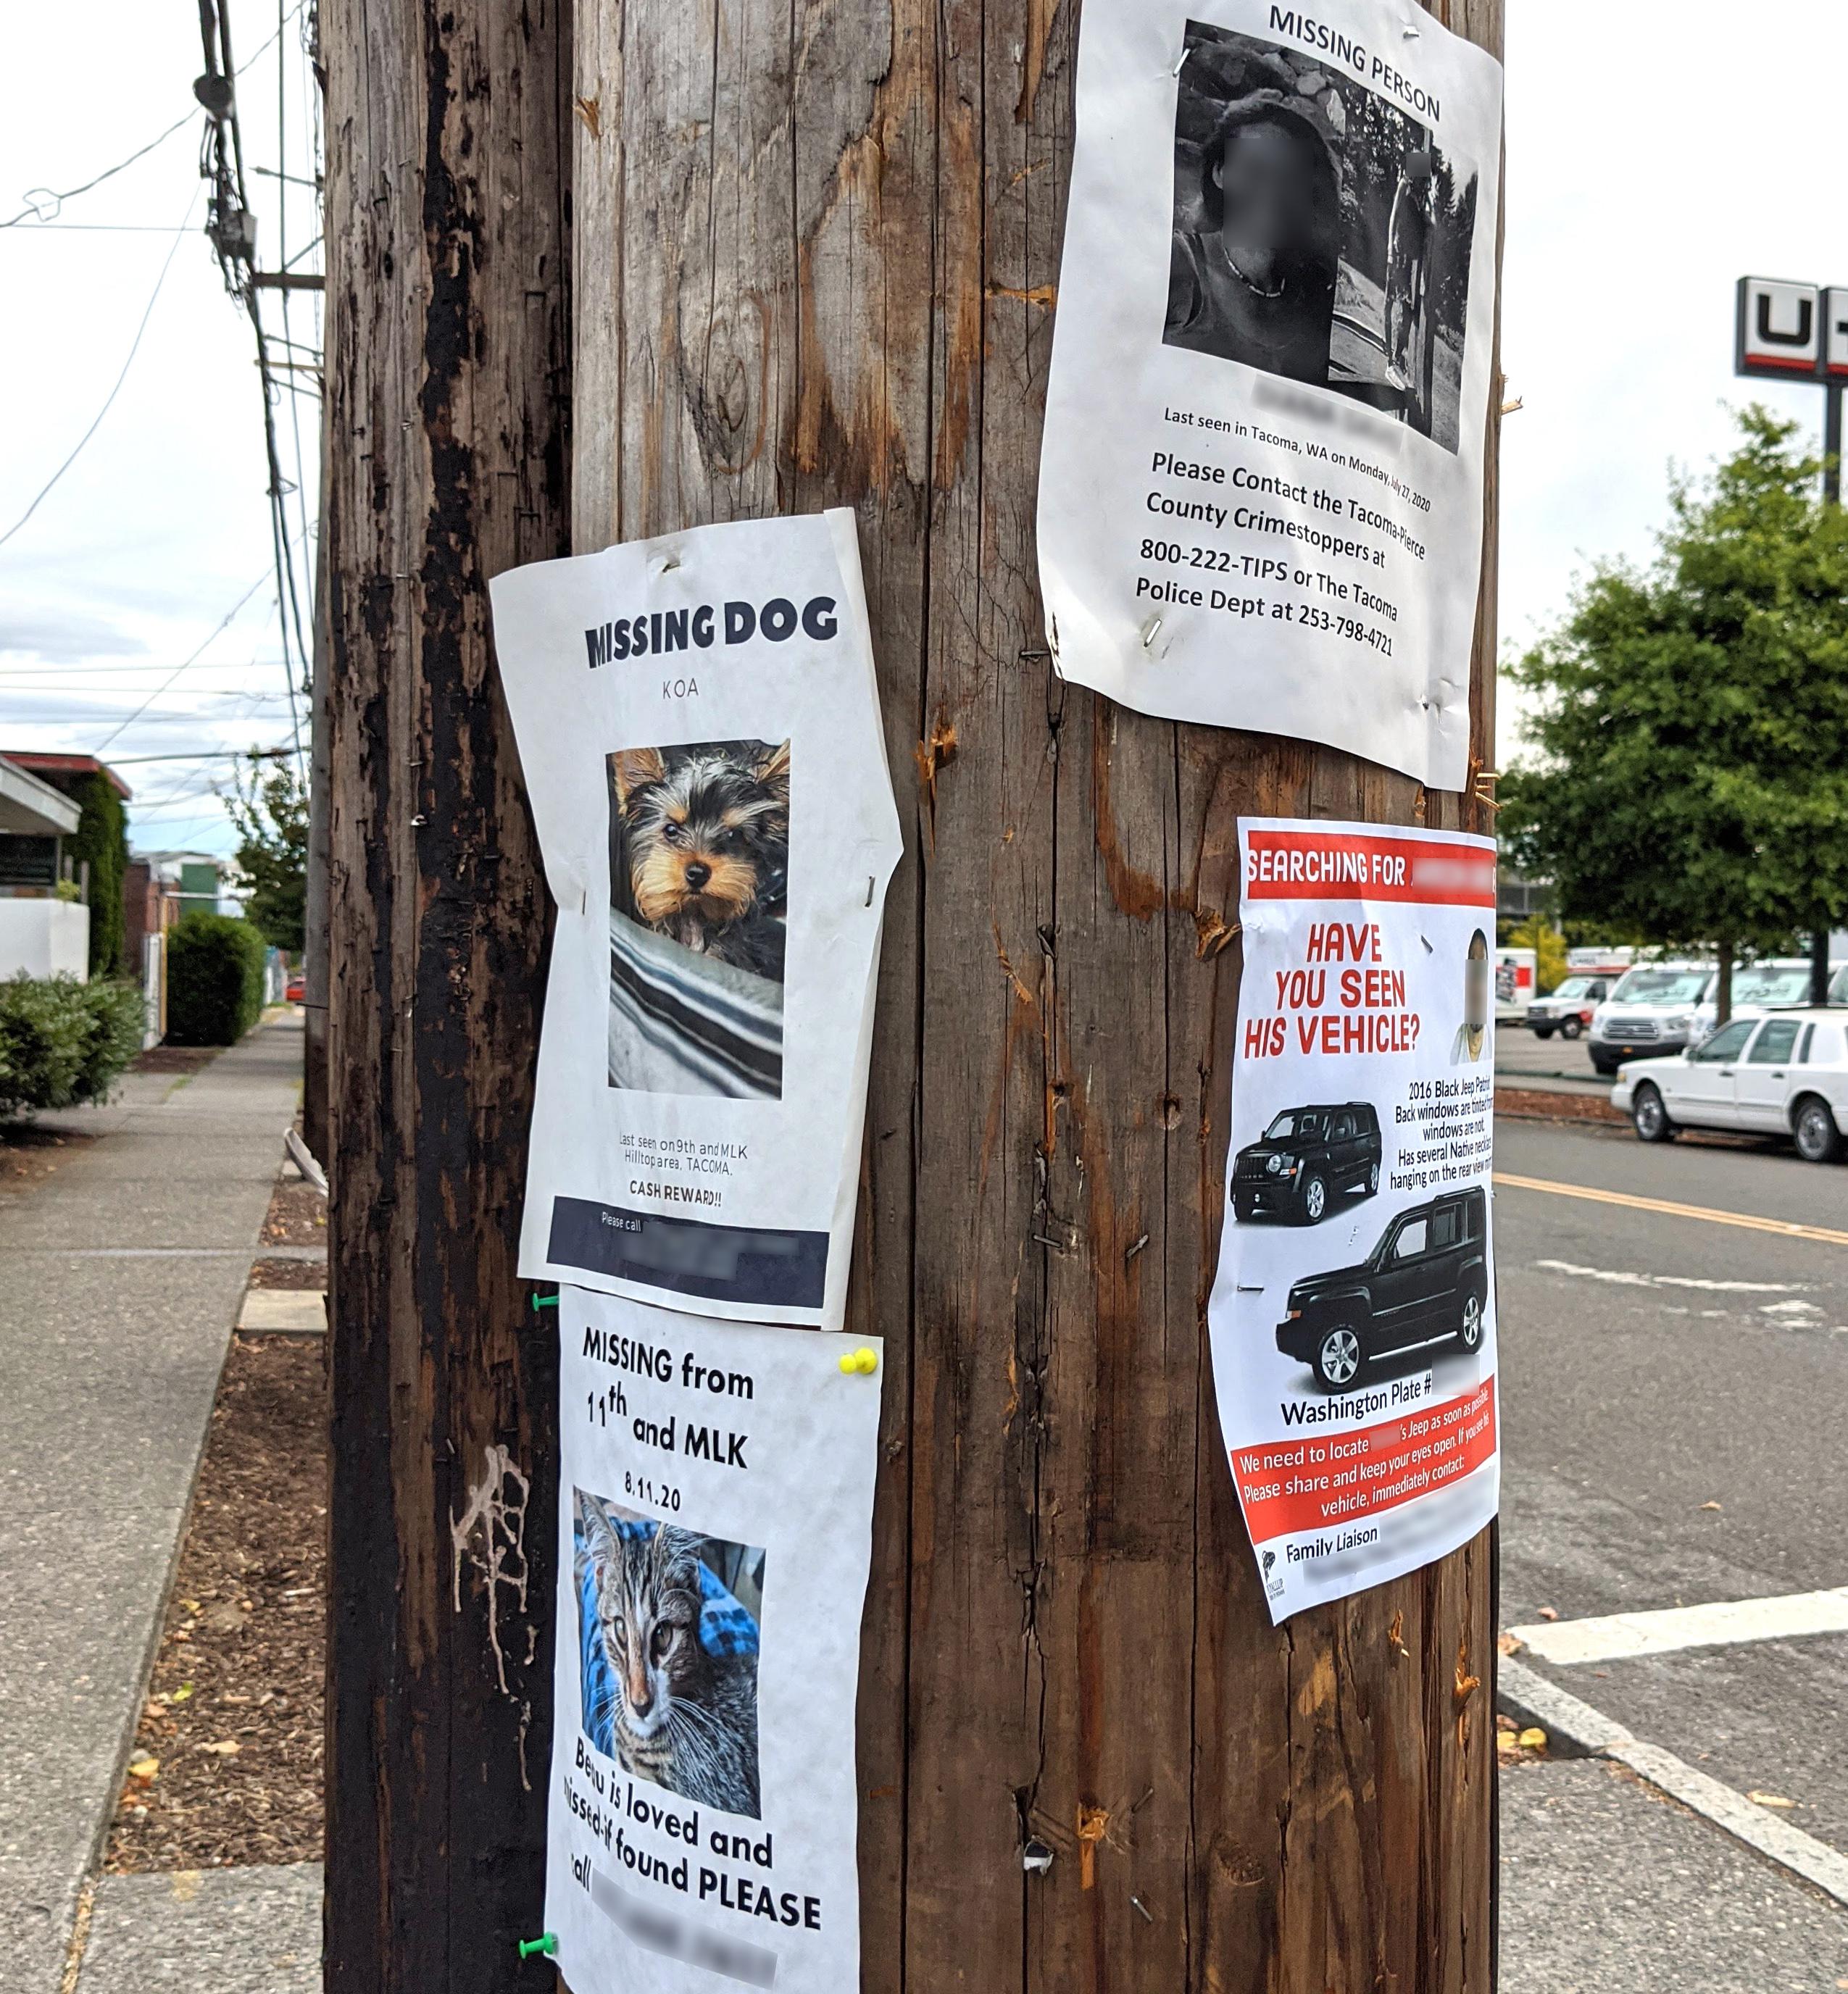 MISSING PERSON
Last seen in Tacoma, WA on Monday, July 27, 2020
Please Contact the Tacoma-Pierce
County Crimestoppers at
800-222-TIPS or The Tacoma
Police Dept at 253-798-4721
MISSING DOG
KOA
Last seen on 9th and MLK
Hilltop area, TACOMA.
CASH REWARD!!
Please call
MISSING from
11th and MLK
8.11.20
Beau is loved and
missed-if found PLEASE
call
SEARCHING FOR
HAVE
YOU SEEN
HIS VEHICLE?
2016 Black Jeep Patriot
Back windows are tinted
windows are not.
Has several Native
hanging on the rear view
Washington Plate #
We need to locate 's Jeep as soon as possible
Please share and keep your eyes open. If you see his
vehicle, immediately contact:
Family Liaison
U